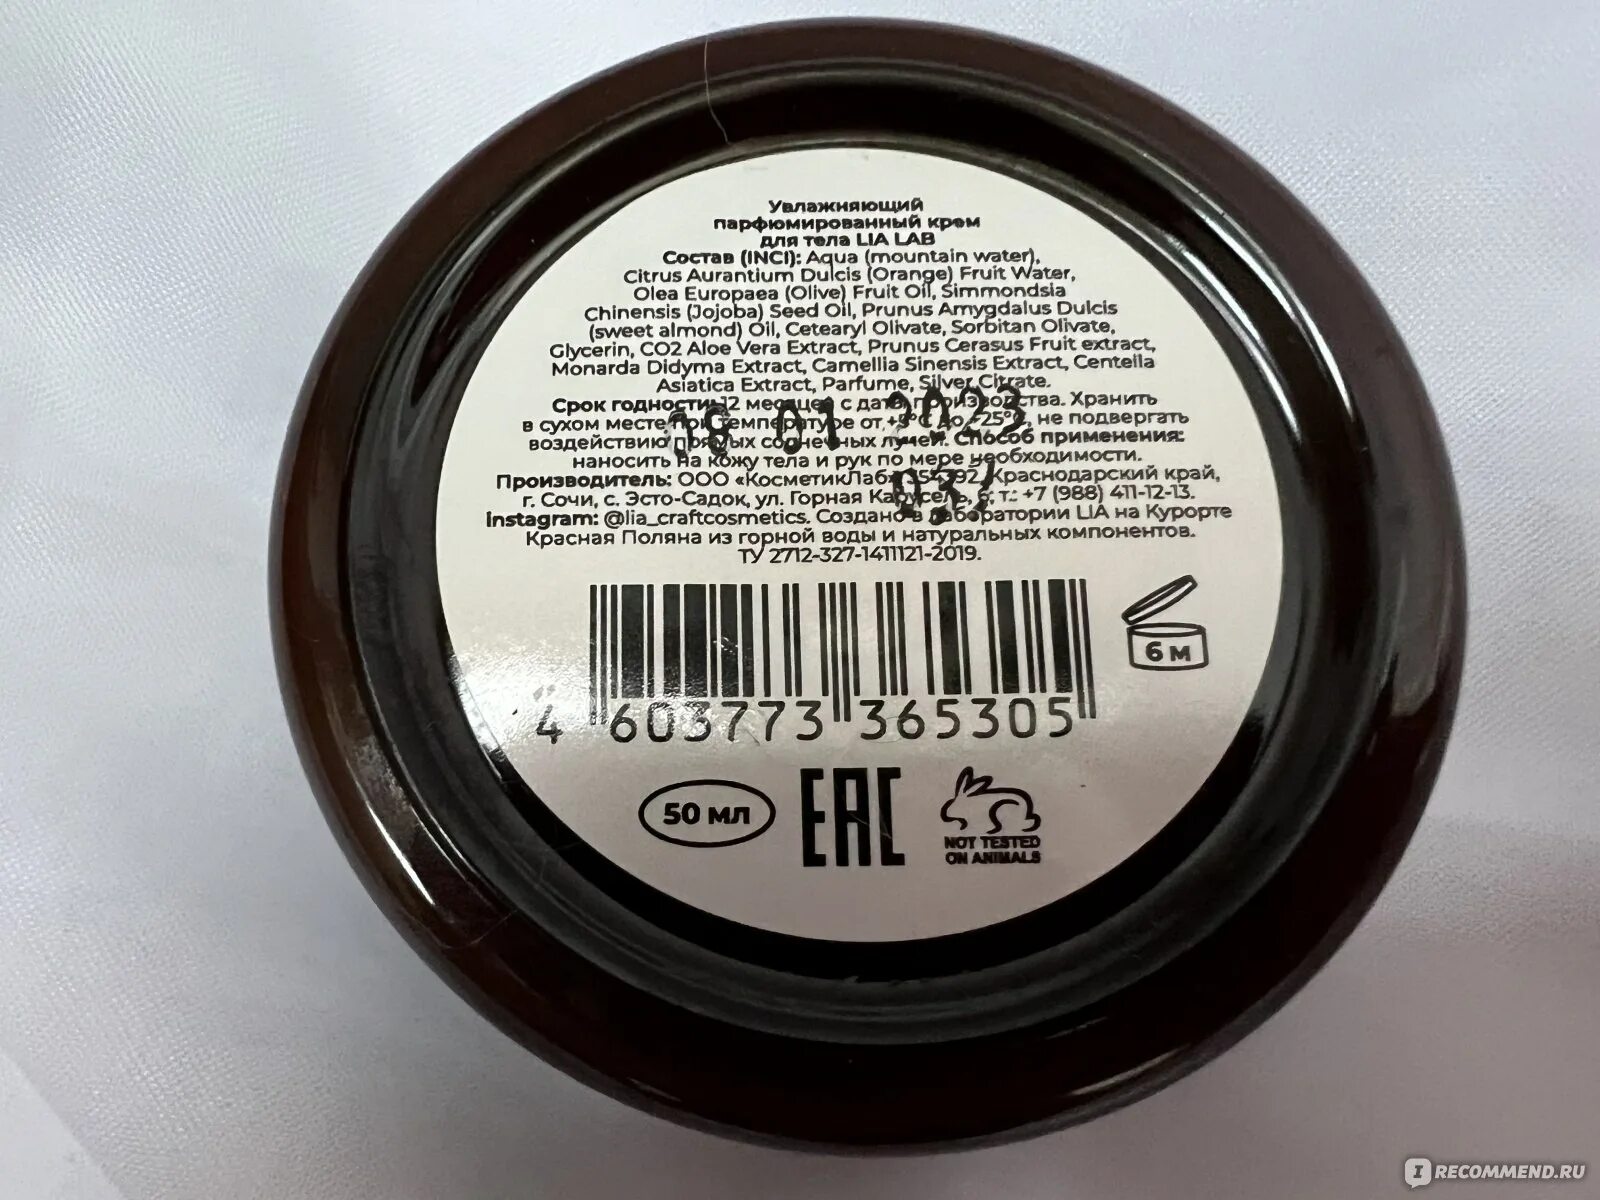 Увлажняющий
парфюмированный крем
для тела LIA LAB
Состав (INCI): Aqua (mountain water),
Citrus Aurantium Dulcis (Orange) Fruit Water,
Olea Europaea (Olive) Fruit Oil, Simmondsia
Chinensis (Jojoba) Seed Oil, Prunus Amygdalus Dulcis
(sweet almond) Oil, Cetearyl Olivate, Sorbitan Olivate,
Glycerin, CO2 Aloe Vera Extract, Prunus Cerasus Fruit extract,
Monarda Didyma Extract, Camellia Sinensis Extract, Centella
Asiatica Extract, Parfume, Silver Citrate.
Срок годности: 12 месяцев с даты производства. Хранить
в сухом месте при температуре от +5°C до +25°C, не подвергать
воздействию прямых солнечных лучей. Способ применения:
наносить на кожу тела и рук по мере необходимости.
Производитель: ООО «КосметикЛаб» 354392, Краснодарский край,
г. Сочи, с. Эсто-Садок, ул. Горная Карусель, 6; т.: +7 (988) 411-12-13.
Instagram: @lia_craftcosmetics. Создано в лаборатории LIA на Курорте
Красная Поляна из горной воды и натуральных компонентов.
ТУ 2712-327-1411121-2019.
01 2023
6 м
4 603773 365305
50 мл
EAC
NOT TESTED
ON ANIMALS
IRECOMMEND.RU